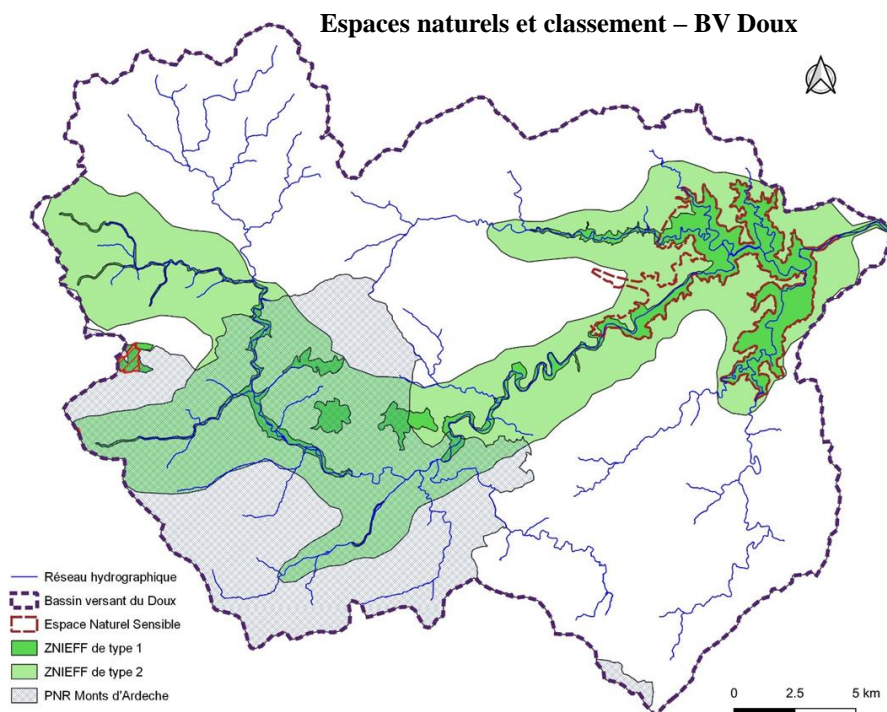 Espaces naturels et classement – BV Doux
Réseau hydrographique
Bassin versant du Doux
Espace Naturel Sensible
ZNIEFF de type 1
ZNIEFF de type 2
PNR Monts d'Ardeche
0 2.5 5 km